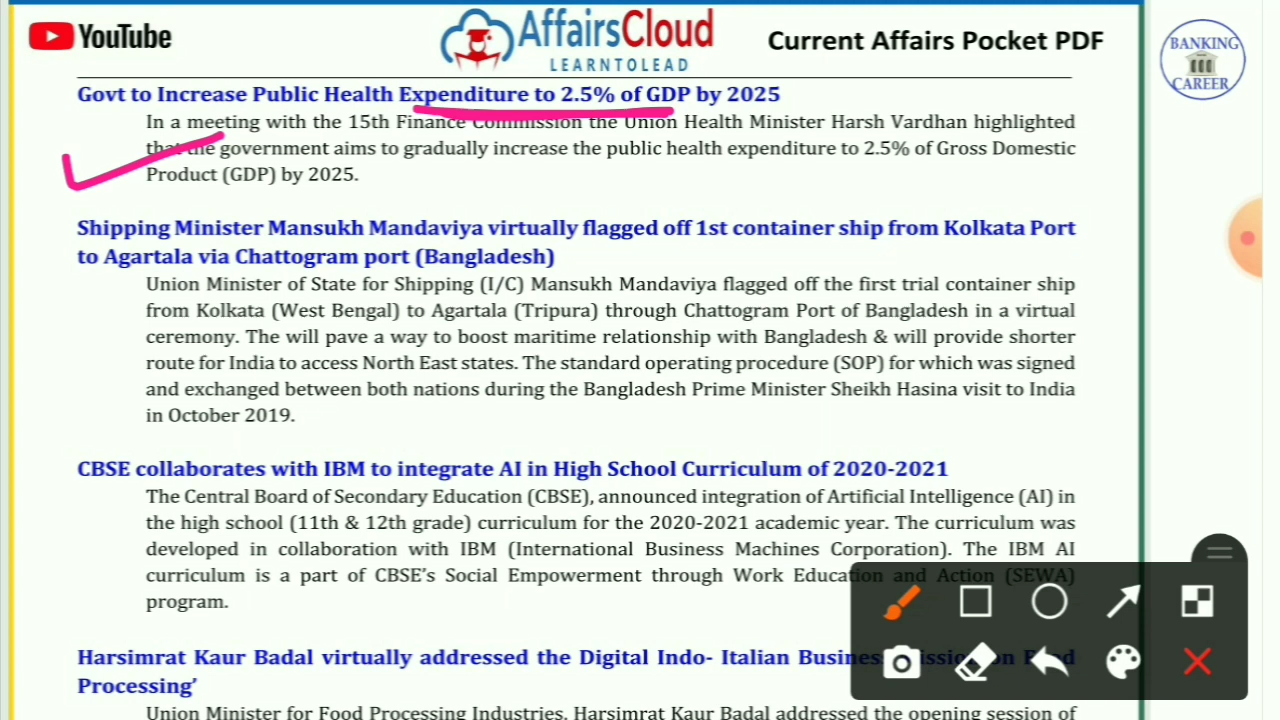 YouTube
AffairsCloud
LEARNTOLEAD
Current Affairs Pocket PDF
BANKING
CAREER
Govt to Increase Public Health Expenditure to 2.5% of GDP by 2025
In a meeting with the 15th Finance Commission the Union Health Minister Harsh Vardhan highlighted
that the government aims to gradually increase the public health expenditure to 2.5% of Gross Domestic
Product (GDP) by 2025.
Shipping Minister Mansukh Mandaviya virtually flagged off 1st container ship from Kolkata Port
to Agartala via Chattogram port (Bangladesh)
Union Minister of State for Shipping (I/C) Mansukh Mandaviya flagged off the first trial container ship
from Kolkata (West Bengal) to Agartala (Tripura) through Chattogram Port of Bangladesh in a virtual
ceremony. The will pave a way to boost maritime relationship with Bangladesh & will provide shorter
route for India to access North East states. The standard operating procedure (SOP) for which was signed
and exchanged between both nations during the Bangladesh Prime Minister Sheikh Hasina visit to India
in October 2019.
CBSE collaborates with IBM to integrate AI in High School Curriculum of 2020-2021
The Central Board of Secondary Education (CBSE), announced integration of Artificial Intelligence (AI) in
the high school (11th & 12th grade) curriculum for the 2020-2021 academic year. The curriculum was
developed in collaboration with IBM (International Business Machines Corporation). The IBM AI
curriculum is a part of CBSE's Social Empowerment through Work Education and Action (SEWA)
program.
Harsimrat Kaur Badal virtually addressed the Digital Indo- Italian Business Mission on Food
Processing'
Union Minister for Food Processing Industries, Harsimrat Kaur Badal addressed the opening session of